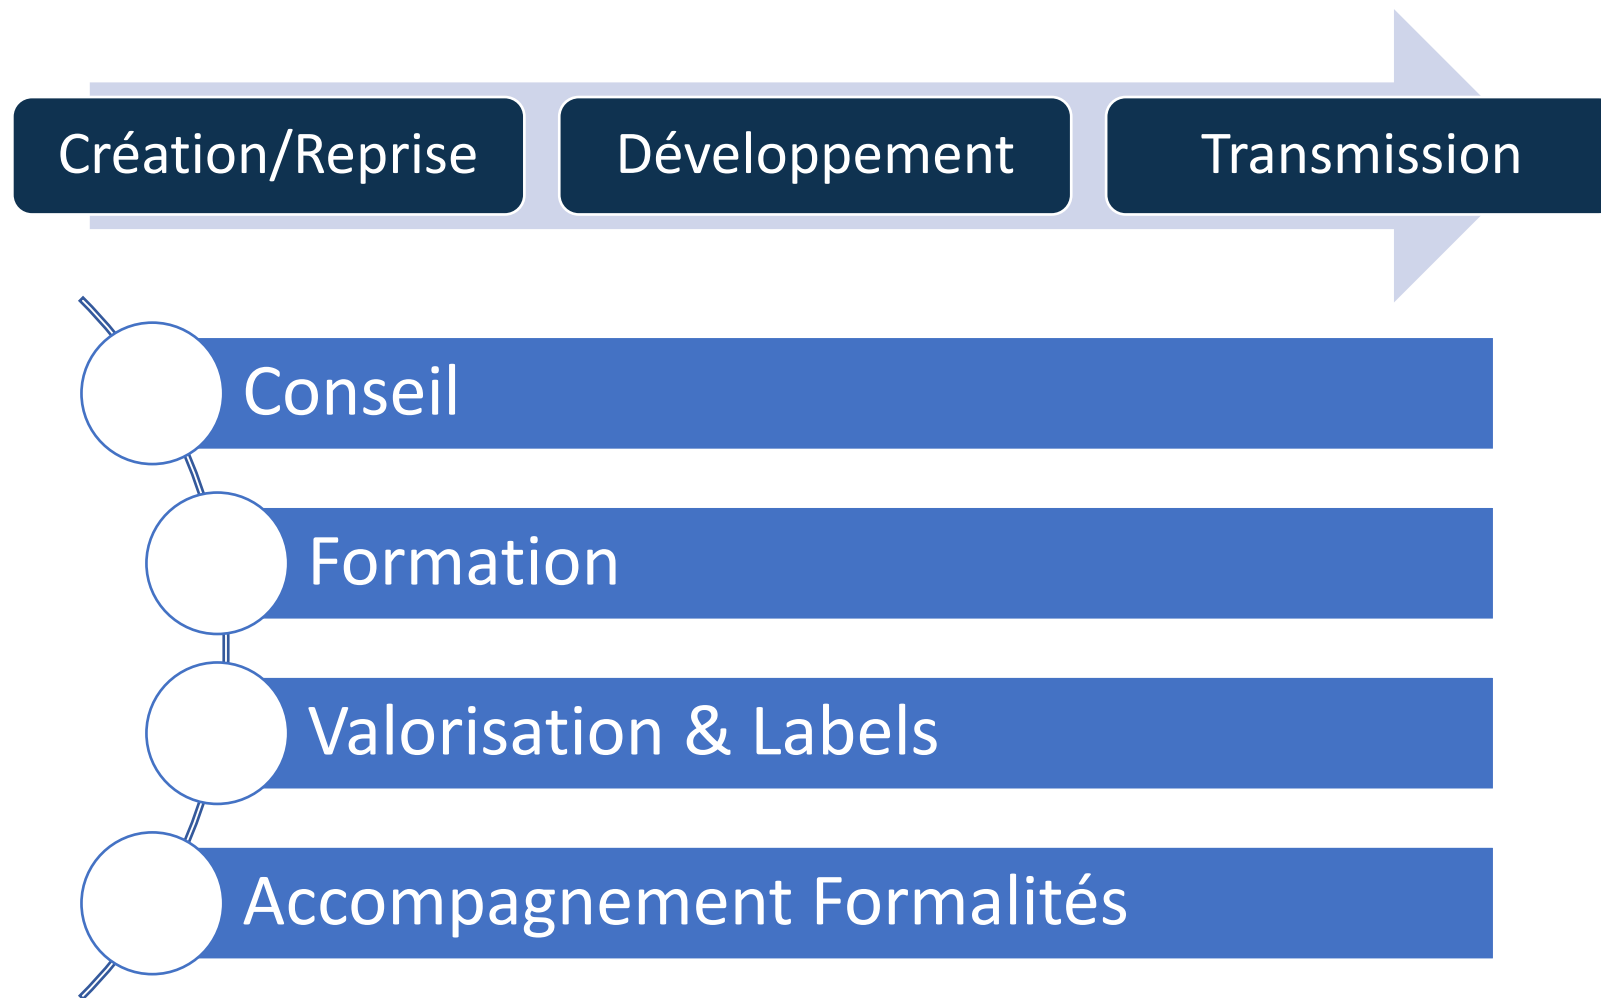 Création/Reprise
Développement
Transmission
Conseil
Formation
Valorisation & Labels
Accompagnement Formalités